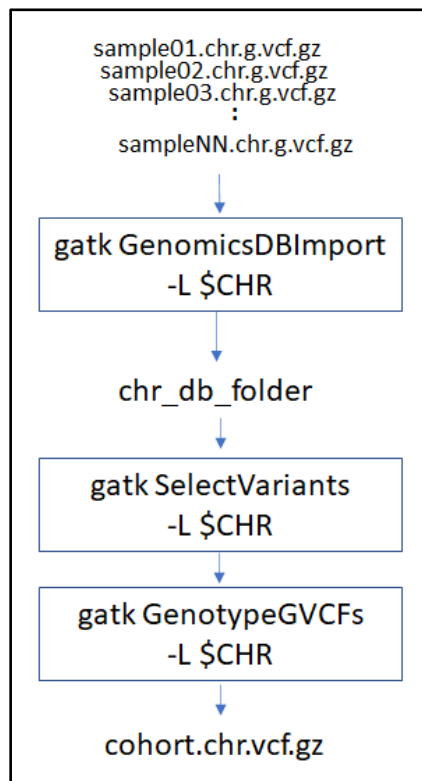 sample01.chr.g.vcf.gz
sample02.chr.g.vcf.gz
sample03.chr.g.vcf.gz
:
sampleNN.chr.g.vcf.gz
gatk GenomicsDBImport
-L $CHR
chr_db_folder
gatk SelectVariants
-L $CHR
gatk GenotypeGVCFs
-L $CHR
cohort.chr.vcf.gz